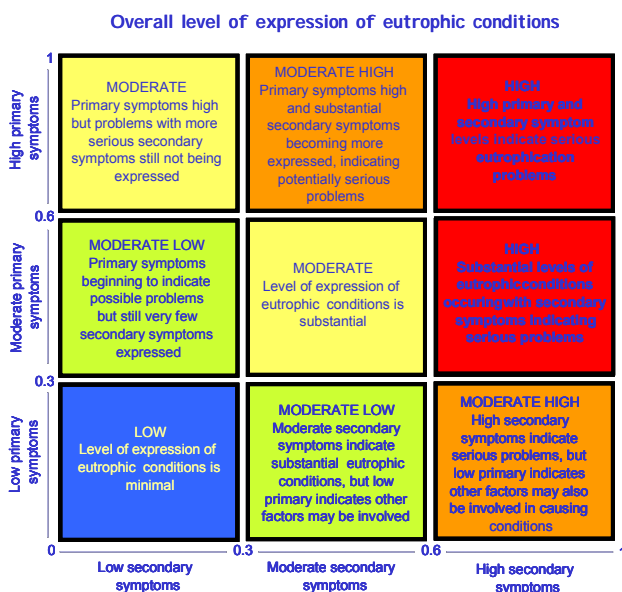 Overall level of expression of eutrophic conditions
1
High primary
symptoms
MODERATE
Primary symptoms high
but problems with more
serious secondary
symptoms still not being
expressed
MODERATE HIGH
Primary symptoms high
and substantial
secondary symptoms
becoming more
expressed, indicating
potentially serious
problems
HIGH
High primary and
secondary symptom
levels indicate serious
eutrophication
problems
0.6
Moderate primary
symptoms
MODERATE LOW
Primary symptoms
beginning to indicate
possible problems
but still very few
secondary symptoms
expressed
MODERATE
Level of expression of
eutrophic conditions is
substantial
HIGH
Substantial levels of
eutrophic conditions
occuring with secondary
symptoms indicating
serious problems
0.3
Low primary
symptoms
LOW
Level of expression of
eutrophic conditions is
minimal
MODERATE LOW
Moderate secondary
symptoms indicate
substantial eutrophic
conditions, but low
primary indicates other
factors may be involved
MODERATE HIGH
High secondary
symptoms indicate
serious problems, but
low primary indicates
other factors may also
be involved in causing
conditions
0
0.3
0.6
Low secondary
symptoms
Moderate secondary
symptoms
High secondary
symptoms